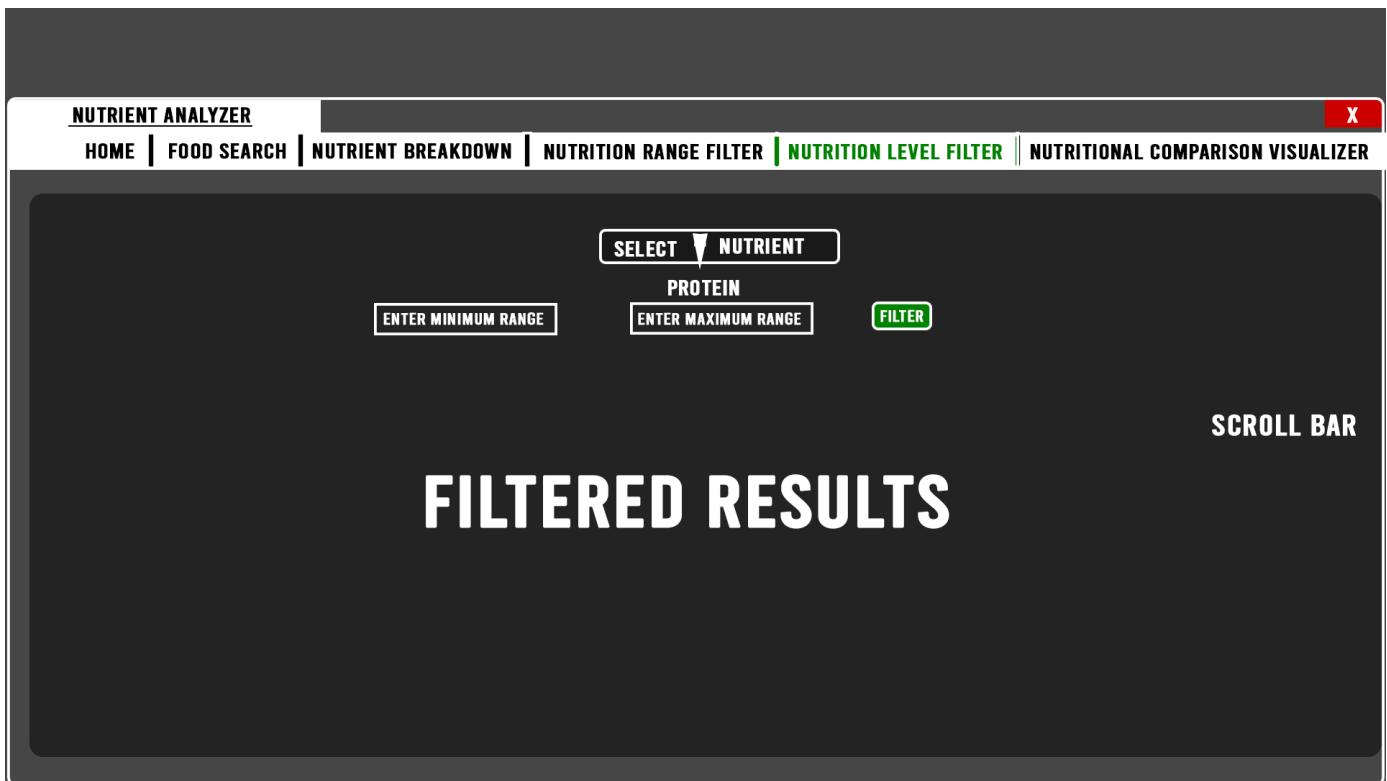 NUTRIENT ANALYZER
X
HOME FOOD SEARCH NUTRIENT BREAKDOWN NUTRITION RANGE FILTER NUTRITION LEVEL FILTER NUTRITIONAL COMPARISON VISUALIZER
SELECT NUTRIENT
PROTEIN
ENTER MINIMUM RANGE ENTER MAXIMUM RANGE FILTER
SCROLL BAR
FILTERED RESULTS